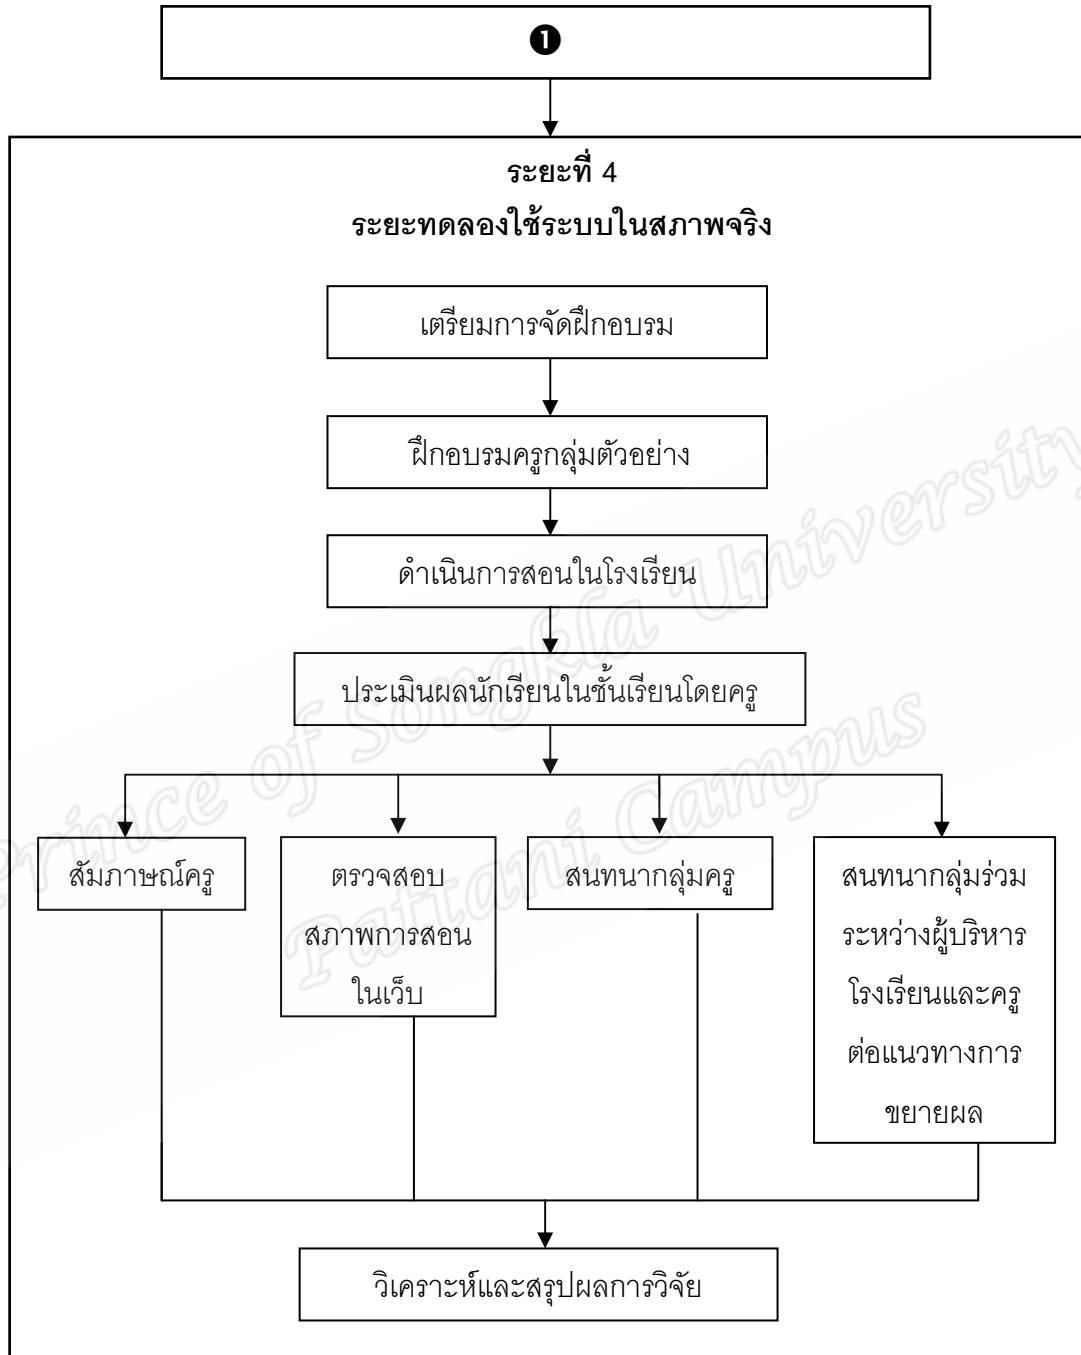 ❶
ระยะที่ 4
ระยะทดลองใช้ระบบในสภาพจริง
เตรียมการจัดฝึกอบรม
ฝึกอบรมครูกลุ่มตัวอย่าง
ดำเนินการสอนในโรงเรียน
ประเมินผลนักเรียนในชั้นเรียนโดยครู
สัมภาษณ์ครู
ตรวจสอบ
สภาพการสอน
ในเว็บ
สนทนากลุ่มครู
สนทนากลุ่มร่วม
ระหว่างผู้บริหาร
โรงเรียนและครู
ต่อแนวทางการ
ขยายผล
วิเคราะห์และสรุปผลการวิจัย
Prince of Songkla University
Pattani Campus